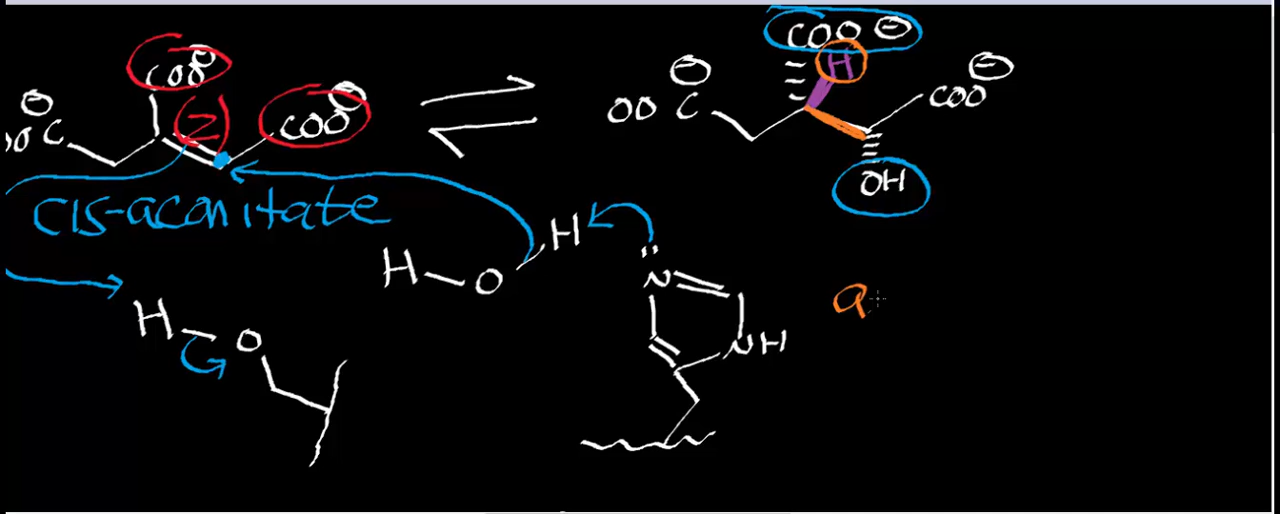 COO⊖
COO⊖
⊖
OOC
Z
COO⊖
H
⊖
OOC
COO⊖
OH
cis-aconitate
H
H-O
N
a
H-O
NH